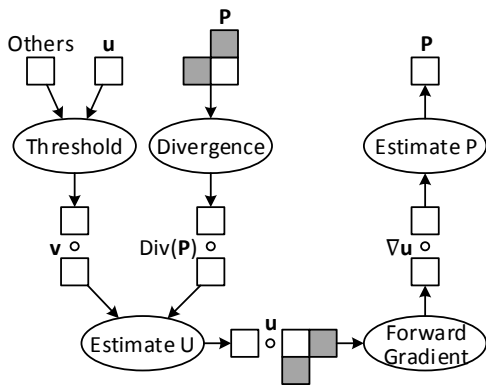 P
P
Others
u
Threshold
Divergence
Estimate P
v
Div(P)
∇u
u
Estimate U
Forward
Gradient